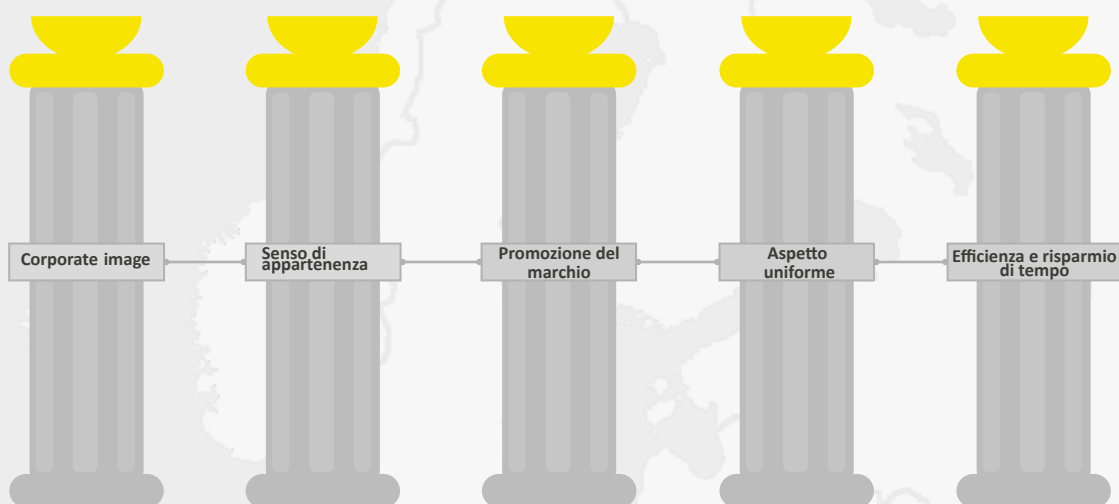 Corporate image
Senso di
appartenenza
Promozione del
marchio
Aspetto
uniforme
Efficienza e risparmio
di tempo